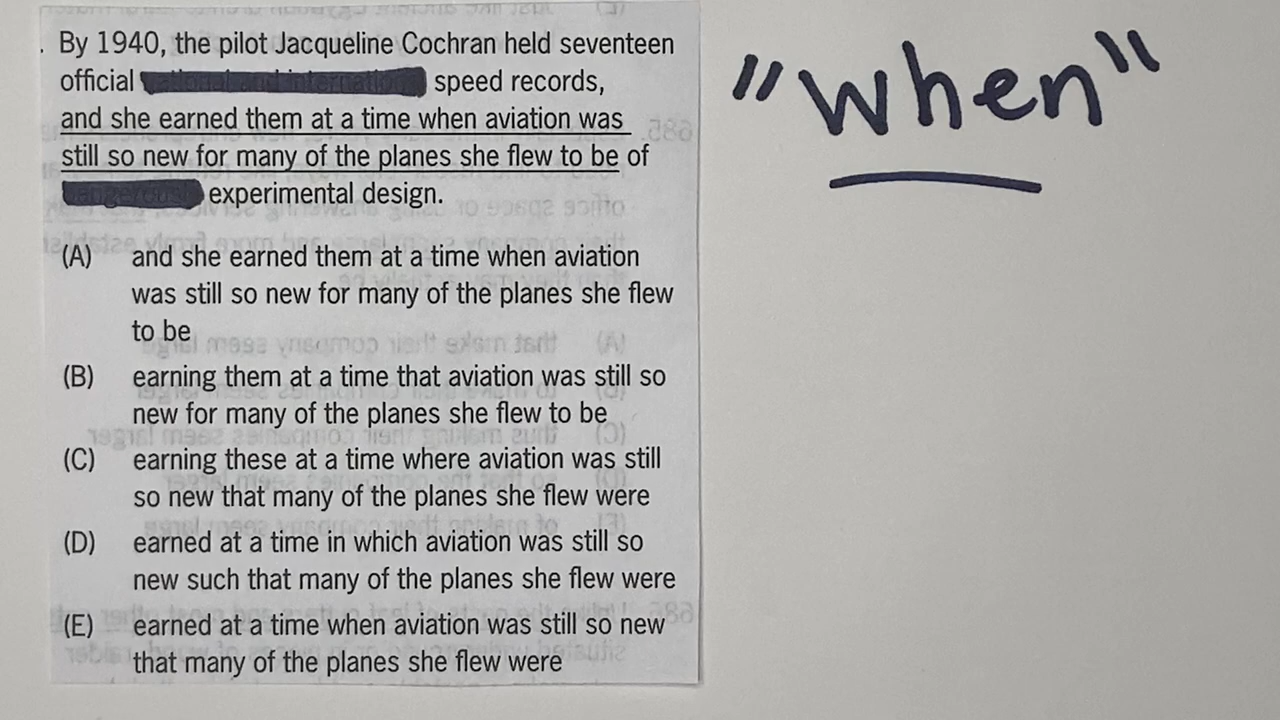 . By 1940, the pilot Jacqueline Cochran held seventeen
official speed records,
and she earned them at a time when aviation was
still so new for many of the planes she flew to be of
experimental design.
(A) and she earned them at a time when aviation
was still so new for many of the planes she flew
to be
(B) earning them at a time that aviation was still so
new for many of the planes she flew to be
(C) earning these at a time where aviation was still
so new that many of the planes she flew were
(D) earned at a time in which aviation was still so
new such that many of the planes she flew were
(E) earned at a time when aviation was still so new
that many of the planes she flew were
"when"